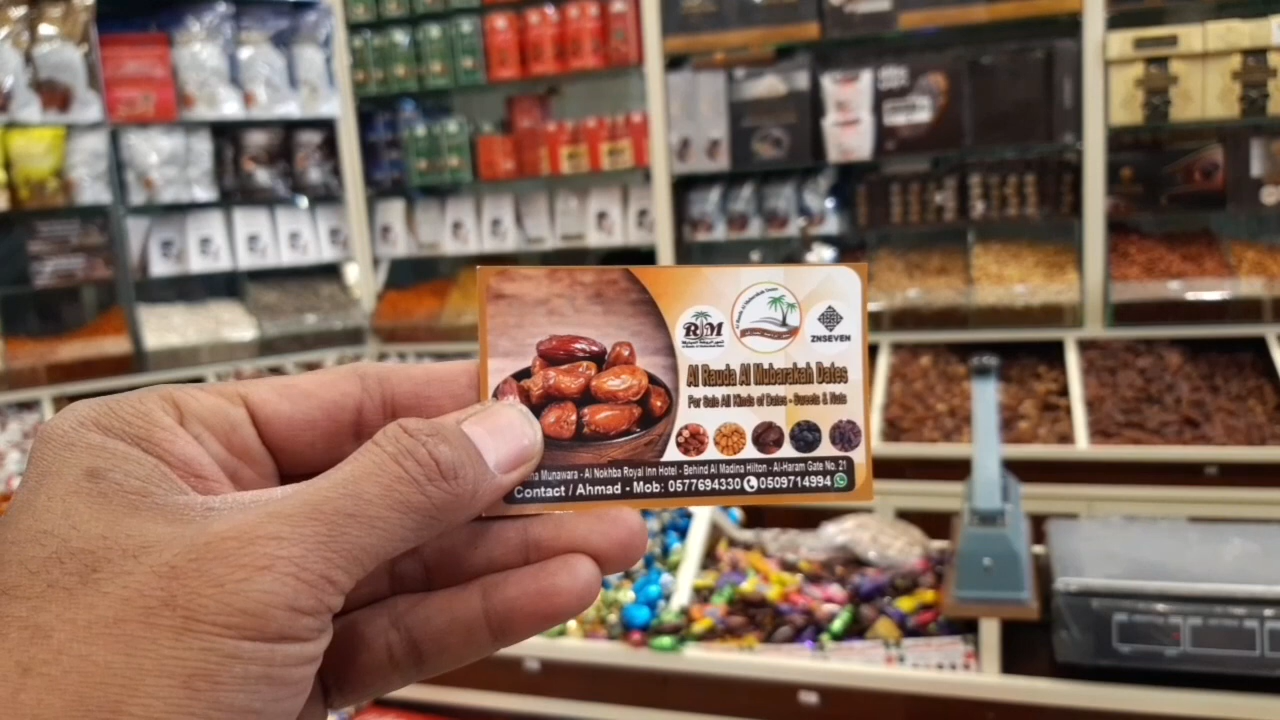 RM
ZNSEVEN
Al Rauda Al Mubarakah Dates
For Sale All Kinds of Dates - Sweets & Nuts
Munawara - Al Nokhba Royal Inn Hotel - Behind Al Madina Hilton - Al-Haram Gate No. 21
Contact / Ahmad - Mob: 0577694330 0509714994